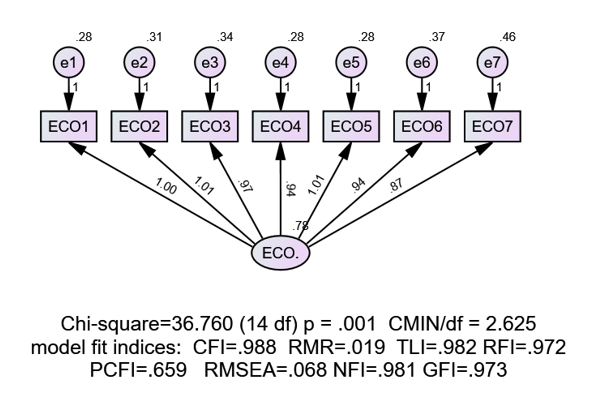 .28 .31 .34 .28 .28 .37 .46
e1 e2 e3 e4 e5 e6 e7
1 1 1 1 1 1 1
ECO1 ECO2 ECO3 ECO4 ECO5 ECO6 ECO7
1.00 1.01 .97 .94 1.01 .94 .87
.78
ECO.
Chi-square=36.760 (14 df) p = .001 CMIN/df = 2.625
model fit indices: CFI=.988 RMR=.019 TLI=.982 RFI=.972
PCFI=.659 RMSEA=.068 NFI=.981 GFI=.973